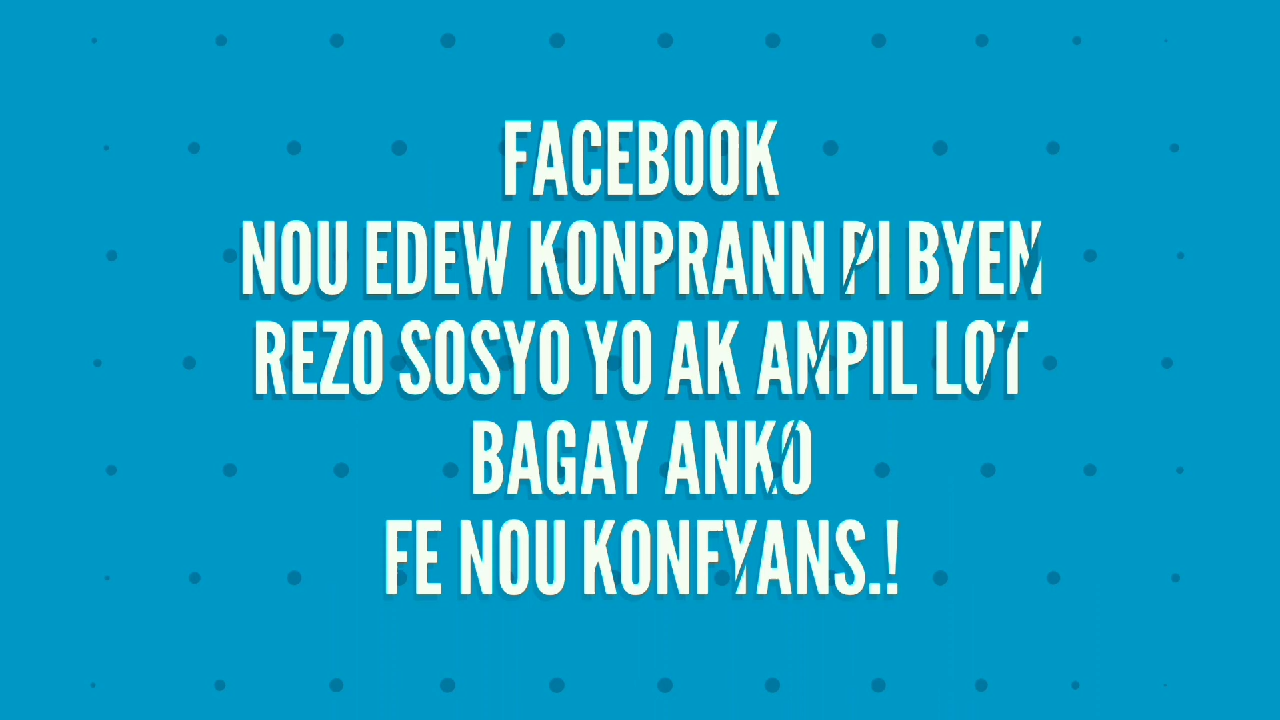 FACEBOOK
NOU EDEW KONPRANN PI BYEN
REZO SOSYO YO AK ANPIL LOT
BAGAY ANKO
FE NOU KONFYANS.!